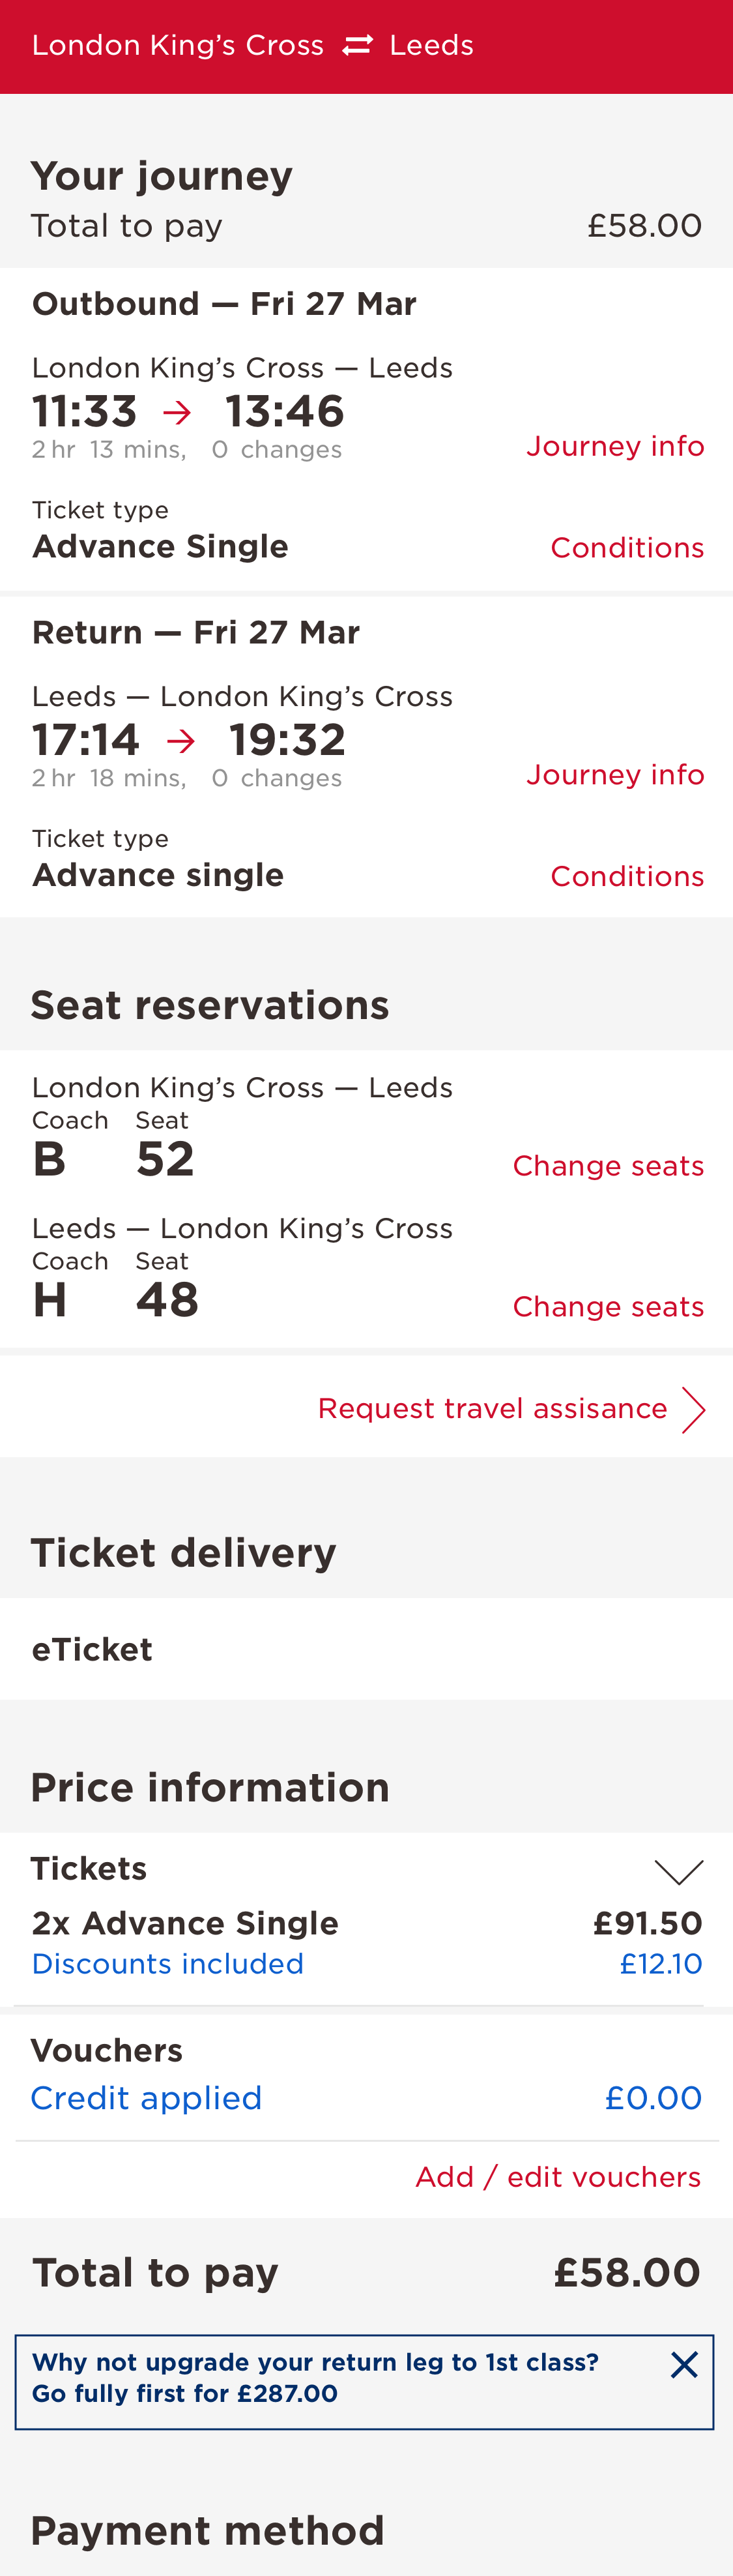 London King’s Cross ⇄ Leeds
Your journey
Total to pay £58.00
Outbound — Fri 27 Mar
London King’s Cross — Leeds
11:33 → 13:46
2 hr 13 mins, 0 changes Journey info
Ticket type
Advance Single Conditions
Return — Fri 27 Mar
Leeds — London King’s Cross
17:14 → 19:32
2 hr 18 mins, 0 changes Journey info
Ticket type
Advance single Conditions
Seat reservations
London King’s Cross — Leeds
Coach Seat
B 52 Change seats
Leeds — London King’s Cross
Coach Seat
H 48 Change seats
Request travel assisance
Ticket delivery
eTicket
Price information
Tickets
2x Advance Single £91.50
Discounts included £12.10
Vouchers
Credit applied £0.00
Add / edit vouchers
Total to pay £58.00
Why not upgrade your return leg to 1st class?
Go fully first for £287.00
Payment method